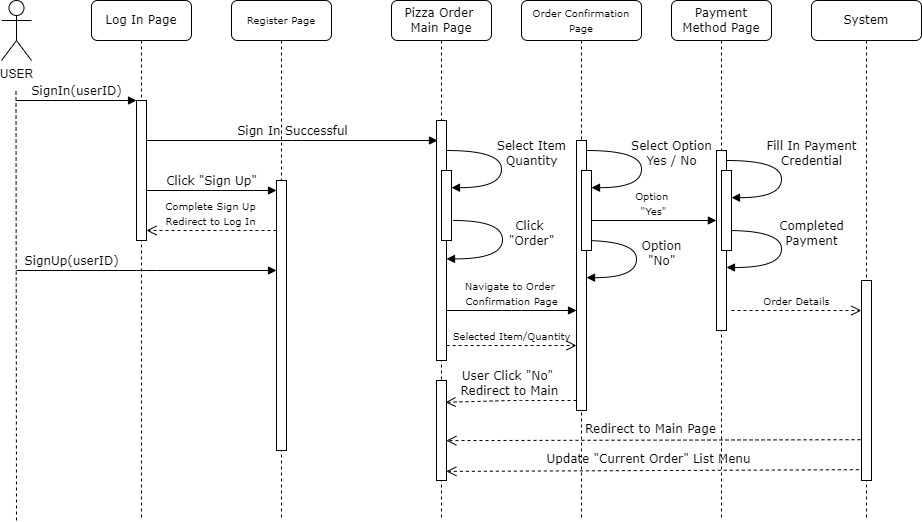 Log In Page
Register Page
Pizza Order
Main Page
Order Confirmation
Page
Payment
Method Page
System
USER
SignIn(userID)
Sign In Successful
Select Item
Quantity
Select Option
Yes / No
Fill In Payment
Credential
Click "Sign Up"
Complete Sign Up
Redirect to Log In
Option
"Yes"
Click
"Order"
Completed
Payment
Option
"No"
SignUp(userID)
Navigate to Order
Confirmation Page
Order Details
Selected Item/Quantity
User Click "No"
Redirect to Main
Redirect to Main Page
Update "Current Order" List Menu